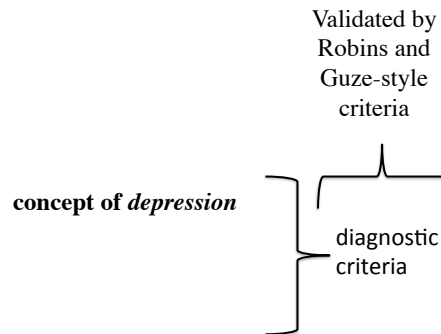 Validated by
Robins and
Guze-style
criteria
concept of depression
diagnostic
criteria